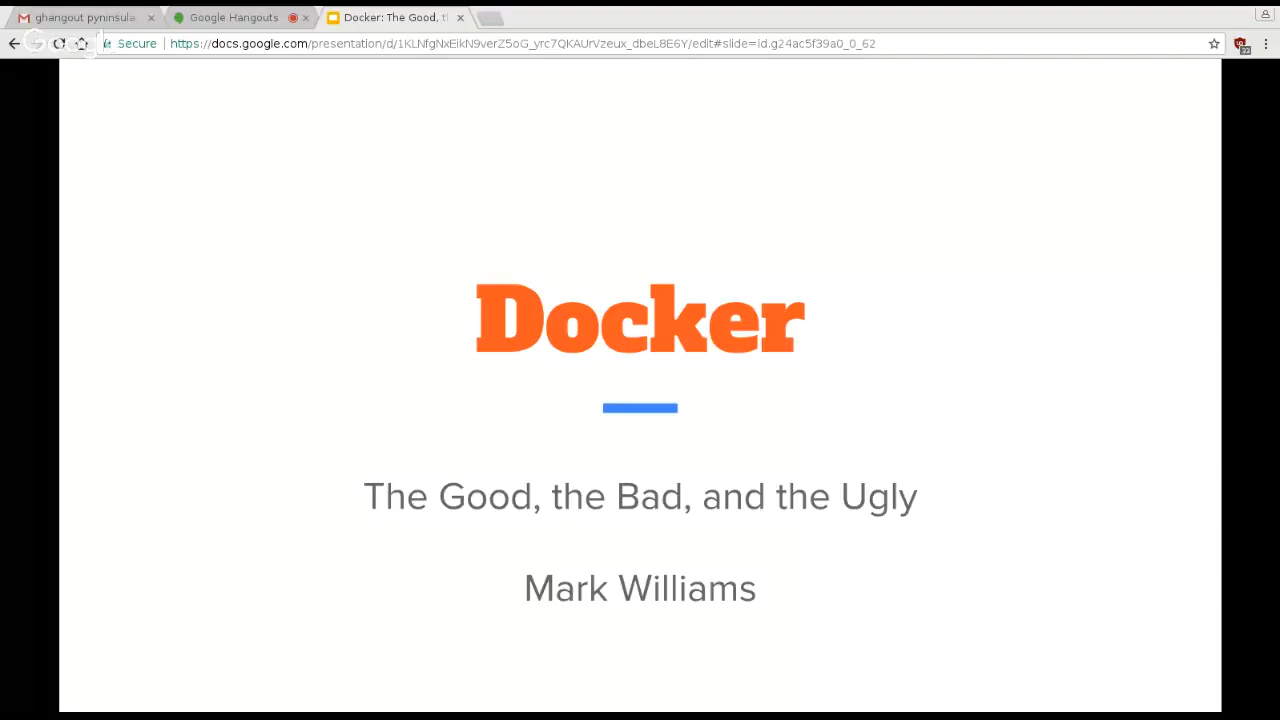 ghangout pyninsula
Google Hangouts
Docker: The Good, t
Secure
https://docs.google.com/presentation/d/1KLNfgNxEikN9verZ5oG_yrc7QKAUrVzeux_dbeL8E6Y/edit#slide=id.g24ac5f39a0_0_62
22
Docker
The Good, the Bad, and the Ugly
Mark Williams